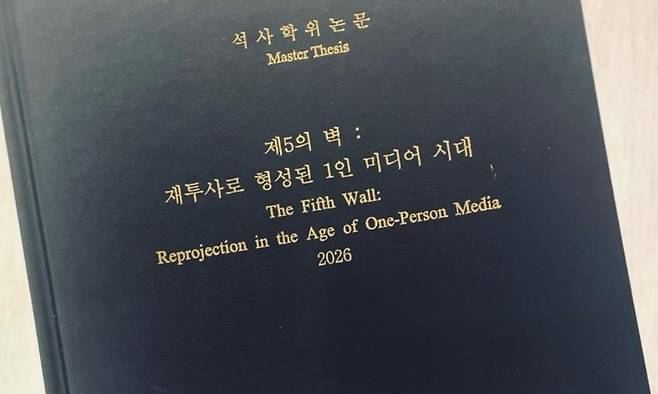 석사학위논문
Master Thesis
제5의 벽 :
재투사로 형성된 1인 미디어 시대
The Fifth Wall:
Reprojection in the Age of One-Person Media
2026